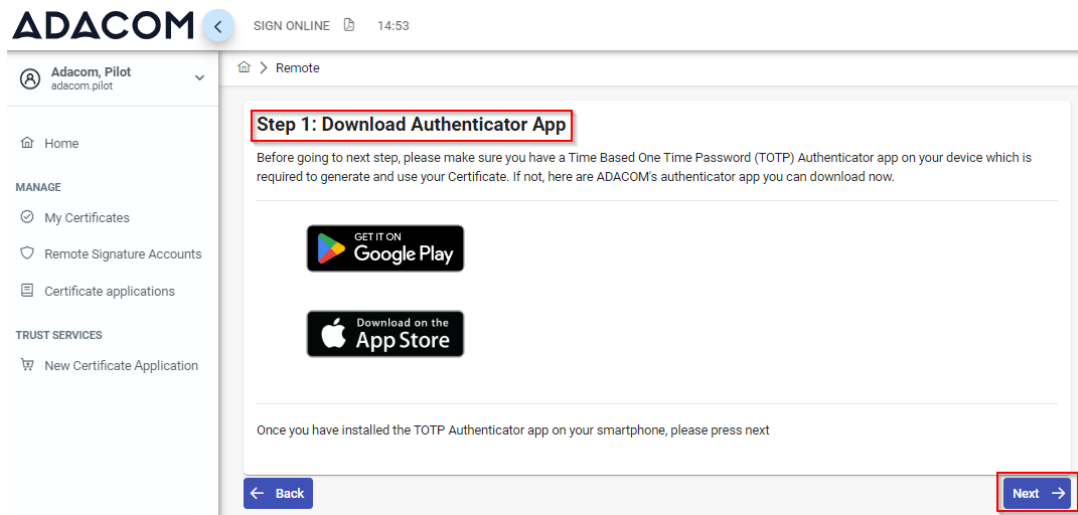 ADACOM
SIGN ONLINE 14:53
Adacom, Pilot
adacom.pilot
Remote
Home
MANAGE
My Certificates
Remote Signature Accounts
Certificate applications
TRUST SERVICES
New Certificate Application
Step 1: Download Authenticator App
Before going to next step, please make sure you have a Time Based One Time Password (TOTP) Authenticator app on your device which is
required to generate and use your Certificate. If not, here are ADACOM's authenticator app you can download now.
GET IT ON
Google Play
Download on the
App Store
Once you have installed the TOTP Authenticator app on your smartphone, please press next
Back
Next